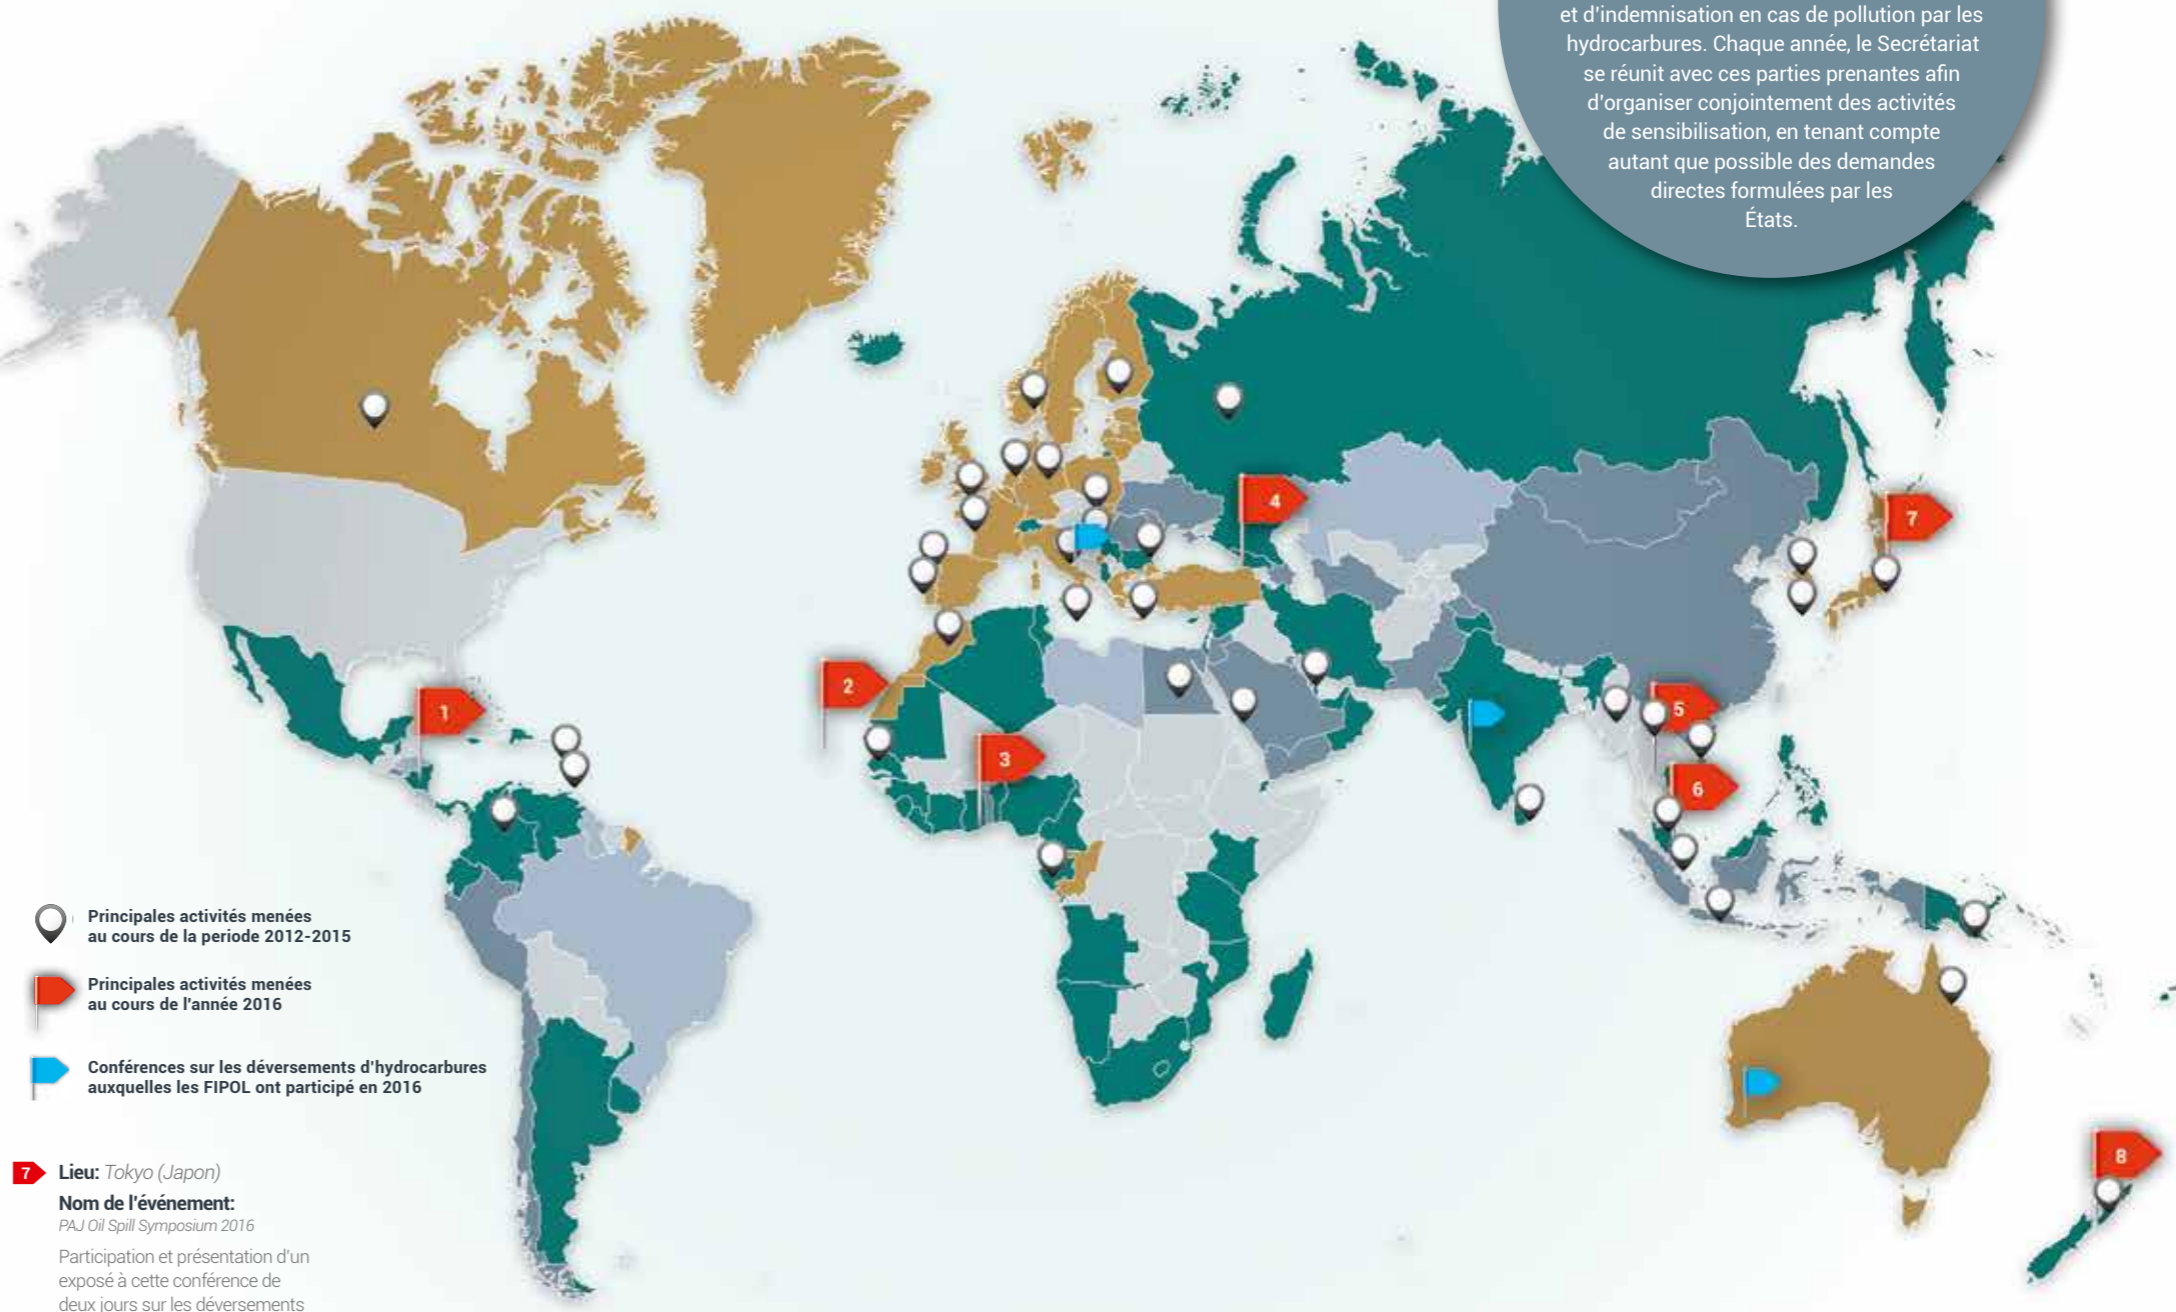 et d'indemnisation en cas de pollution par les
hydrocarbures. Chaque année, le Secrétariat
se réunit avec ces parties prenantes afin
d'organiser conjointement des activités
de sensibilisation, en tenant compte
autant que possible des demandes
directes formulées par les
États.
4
7
2
1
5
3
6
Principales activités menées
au cours de la periode 2012-2015
Principales activités menées
au cours de l'année 2016
Conférences sur les déversements d'hydrocarbures
auxquelles les FIPOL ont participé en 2016
8
7 Lieu: Tokyo (Japon)
Nom de l'événement:
PAJ Oil Spill Symposium 2016
Participation et présentation d'un
exposé à cette conférence de
deux jours sur les déversements